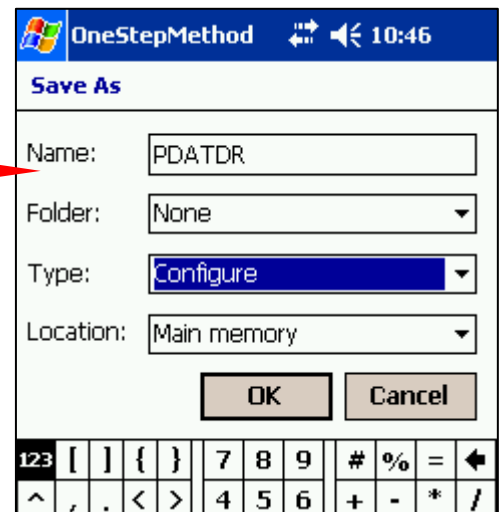 OneStepMethod 10:46
Save As
Name: PDATDR
Folder: None
Type: Configure
Location: Main memory
OK Cancel
123 [ ] { } 7 8 9 # % =
^ , . < > 4 5 6 + - * /